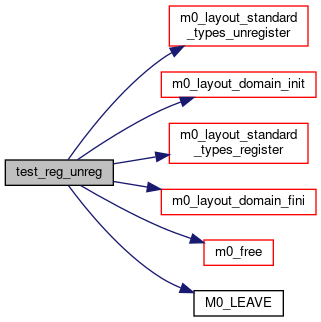 m0_layout_standard
_types_unregister
m0_layout_domain_init
m0_layout_standard
_types_register
test_reg_unreg
m0_layout_domain_fini
m0_free
M0_LEAVE